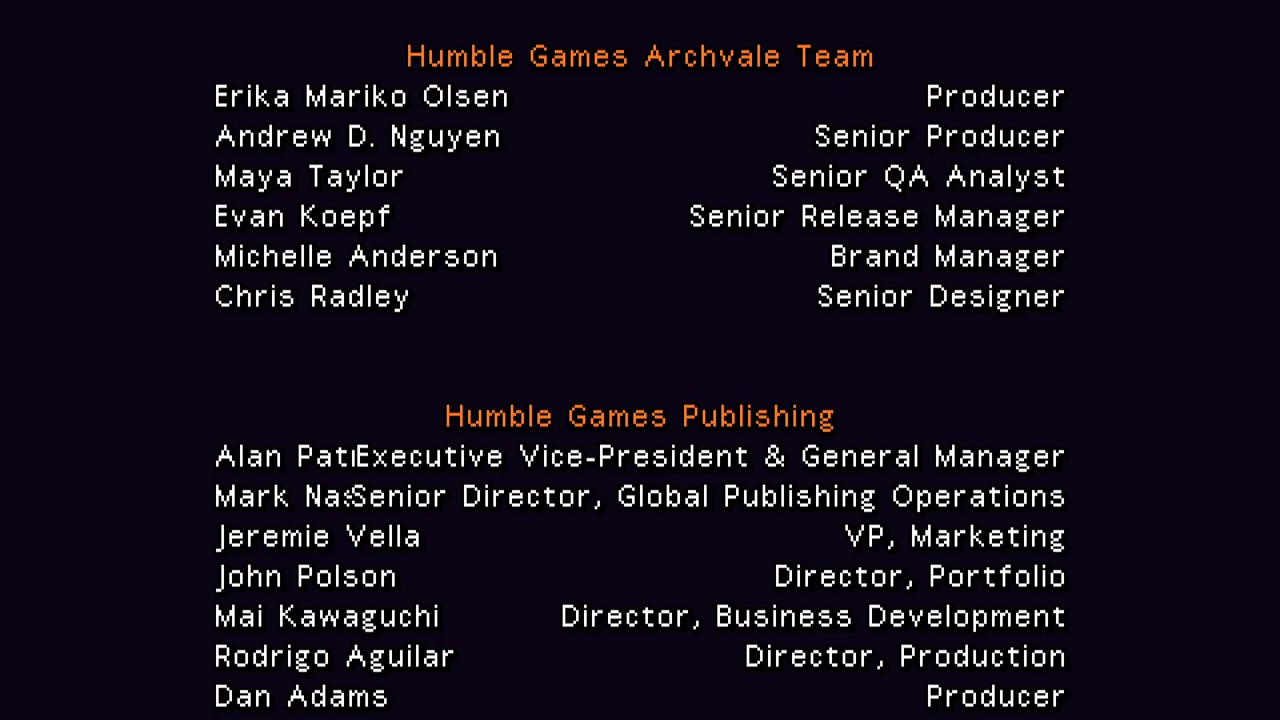 Humble Games Archvale Team
Erika Mariko Olsen Producer
Andrew D. Nguyen Senior Producer
Maya Taylor Senior QA Analyst
Evan Koepf Senior Release Manager
Michelle Anderson Brand Manager
Chris Radley Senior Designer
Humble Games Publishing
Alan Executive Vice-President & General Manager
Mark Senior Director, Global Publishing Operations
Jeremie Vella VP, Marketing
John Polson Director, Portfolio
Mai Kawaguchi Director, Business Development
Rodrigo Aguilar Director, Production
Dan Adams Producer